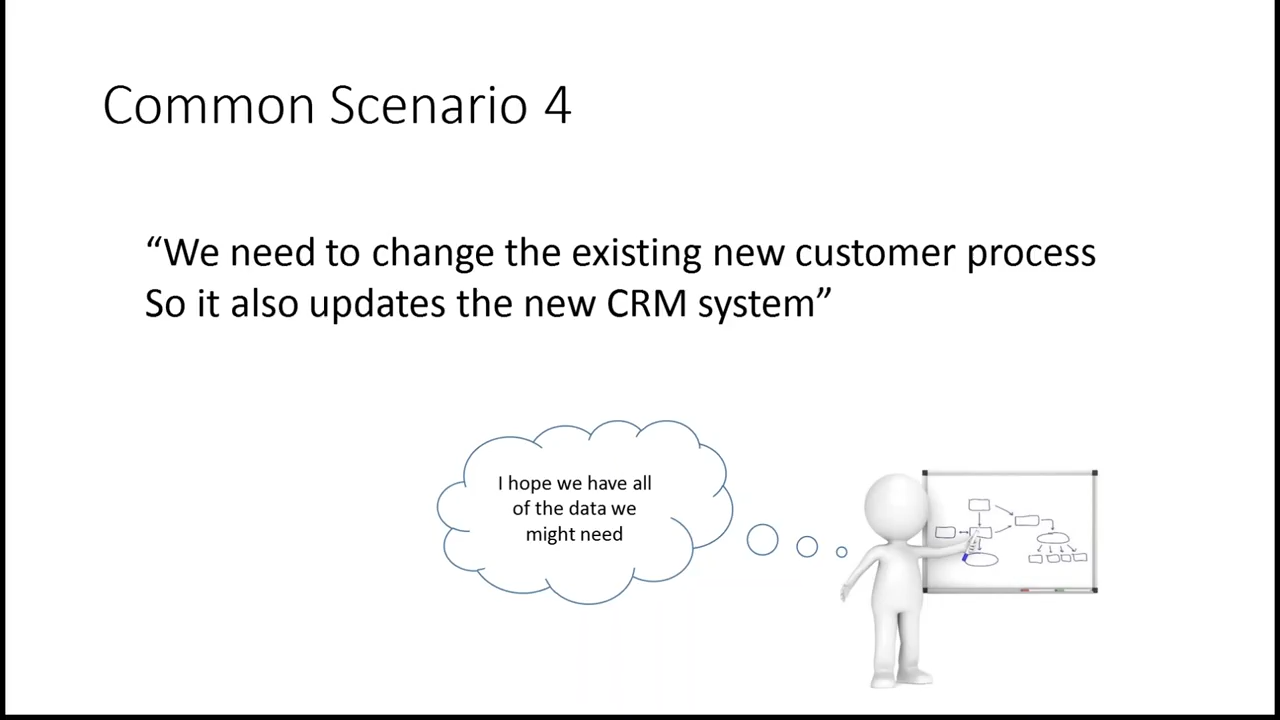 Common Scenario 4
“We need to change the existing new customer process
So it also updates the new CRM system”
I hope we have all
of the data we
might need